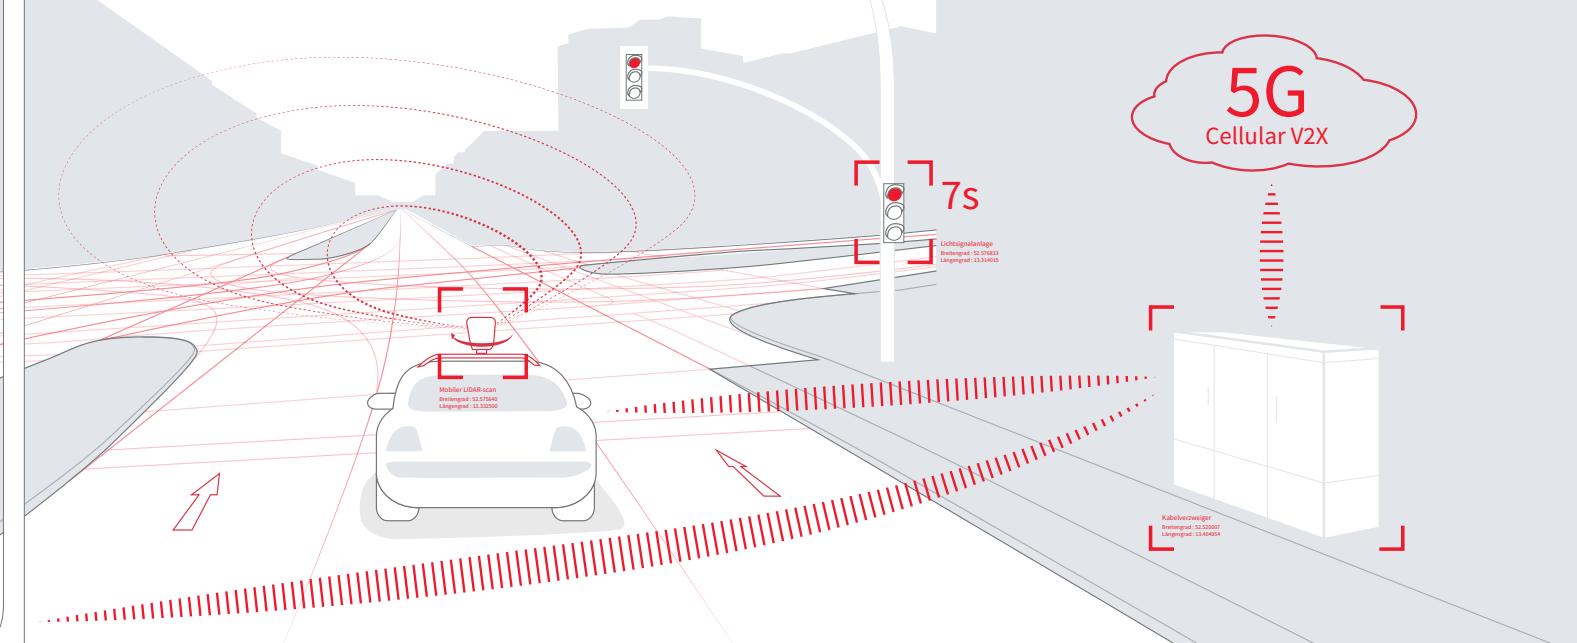 5G
Cellular V2X
7s
Lichtsignalanlage
Breitengrad : 52.576833
Längengrad : 13.314015
Mobiler LIDAR-scan
Breitengrad : 52.575640
Längengrad : 13.332500
Kabelverzweiger
Breitengrad : 52.520007
Längengrad : 13.404954